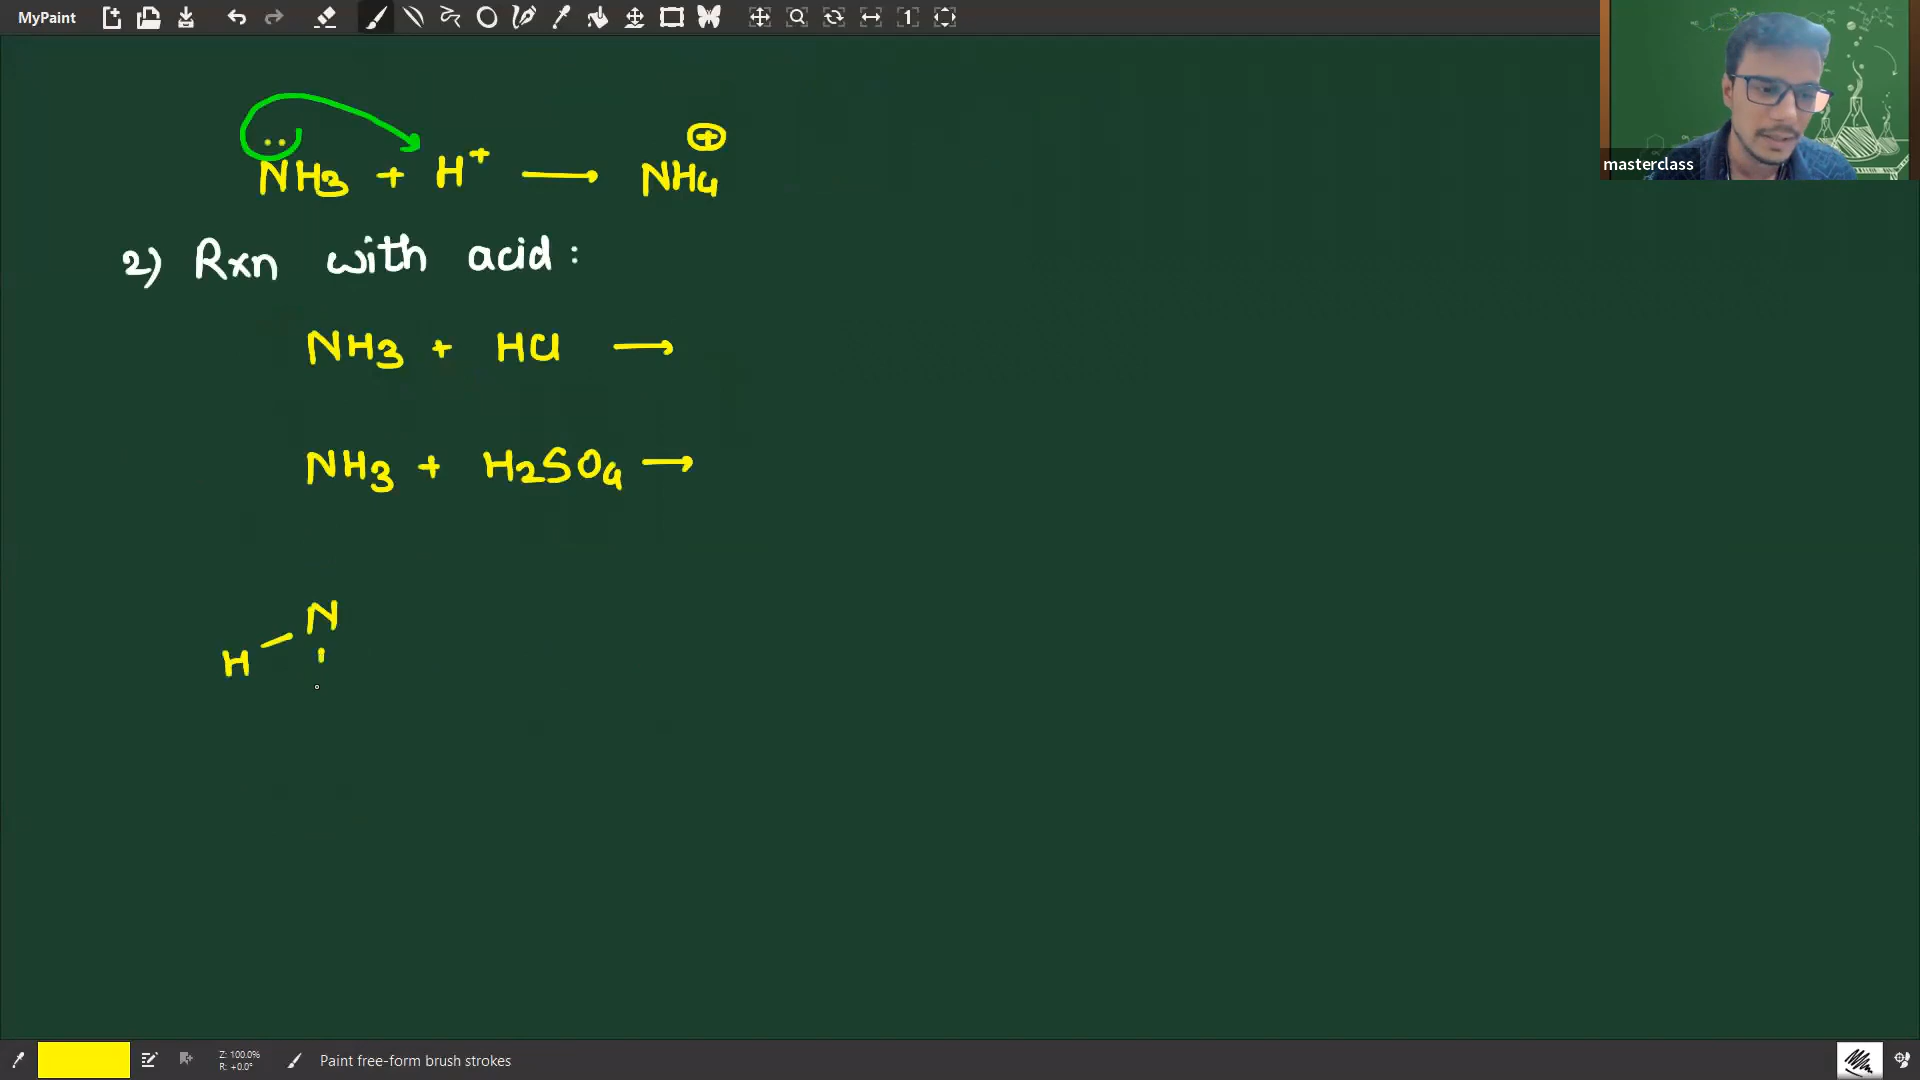 MyPaint
masterclass
NH3 + H+ ⟶ NH4 ⊕
2) Rxn with acid :
NH3 + HCl ⟶
NH3 + H2SO4 ⟶
N
H
Z: 100.0%
R: +0.0°
Paint free-form brush strokes